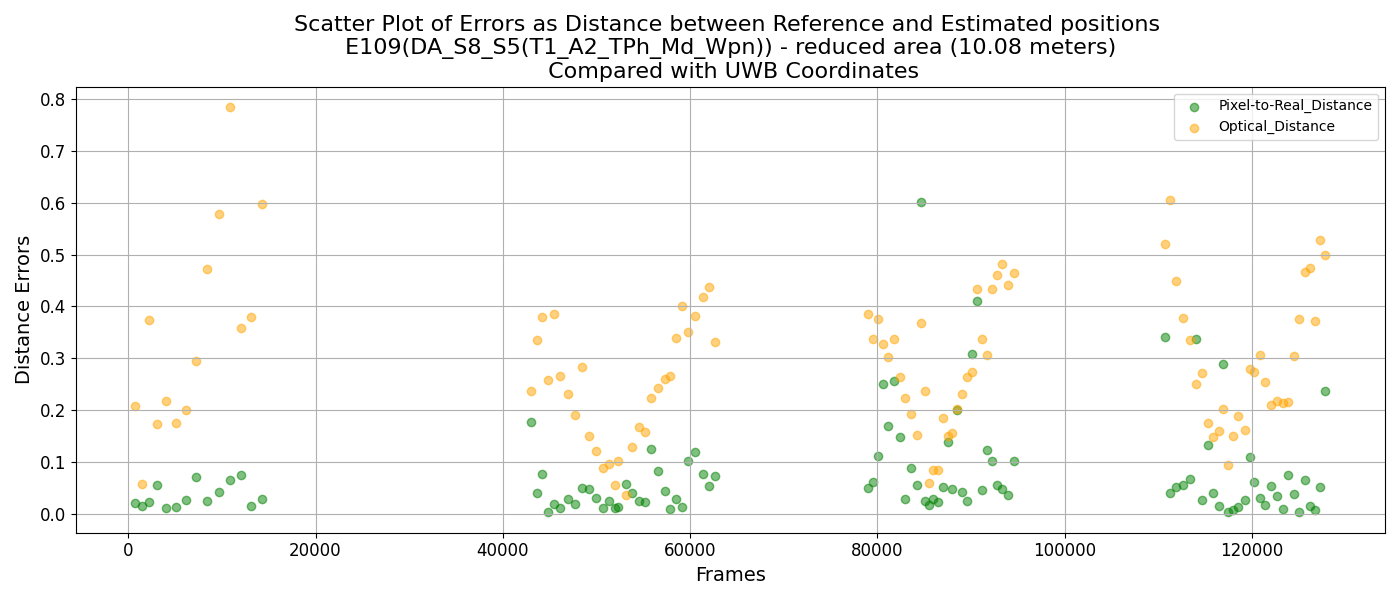 Scatter Plot of Errors as Distance between Reference and Estimated positions
E109(DA_S8_S5(T1_A2_TPh_Md_Wpn)) - reduced area (10.08 meters)
Compared with UWB Coordinates
Pixel-to-Real_Distance
Optical_Distance
Distance Errors
0.8
0.7
0.6
0.5
0.4
0.3
0.2
0.1
0.0
0
20000
40000
60000
80000
100000
120000
Frames